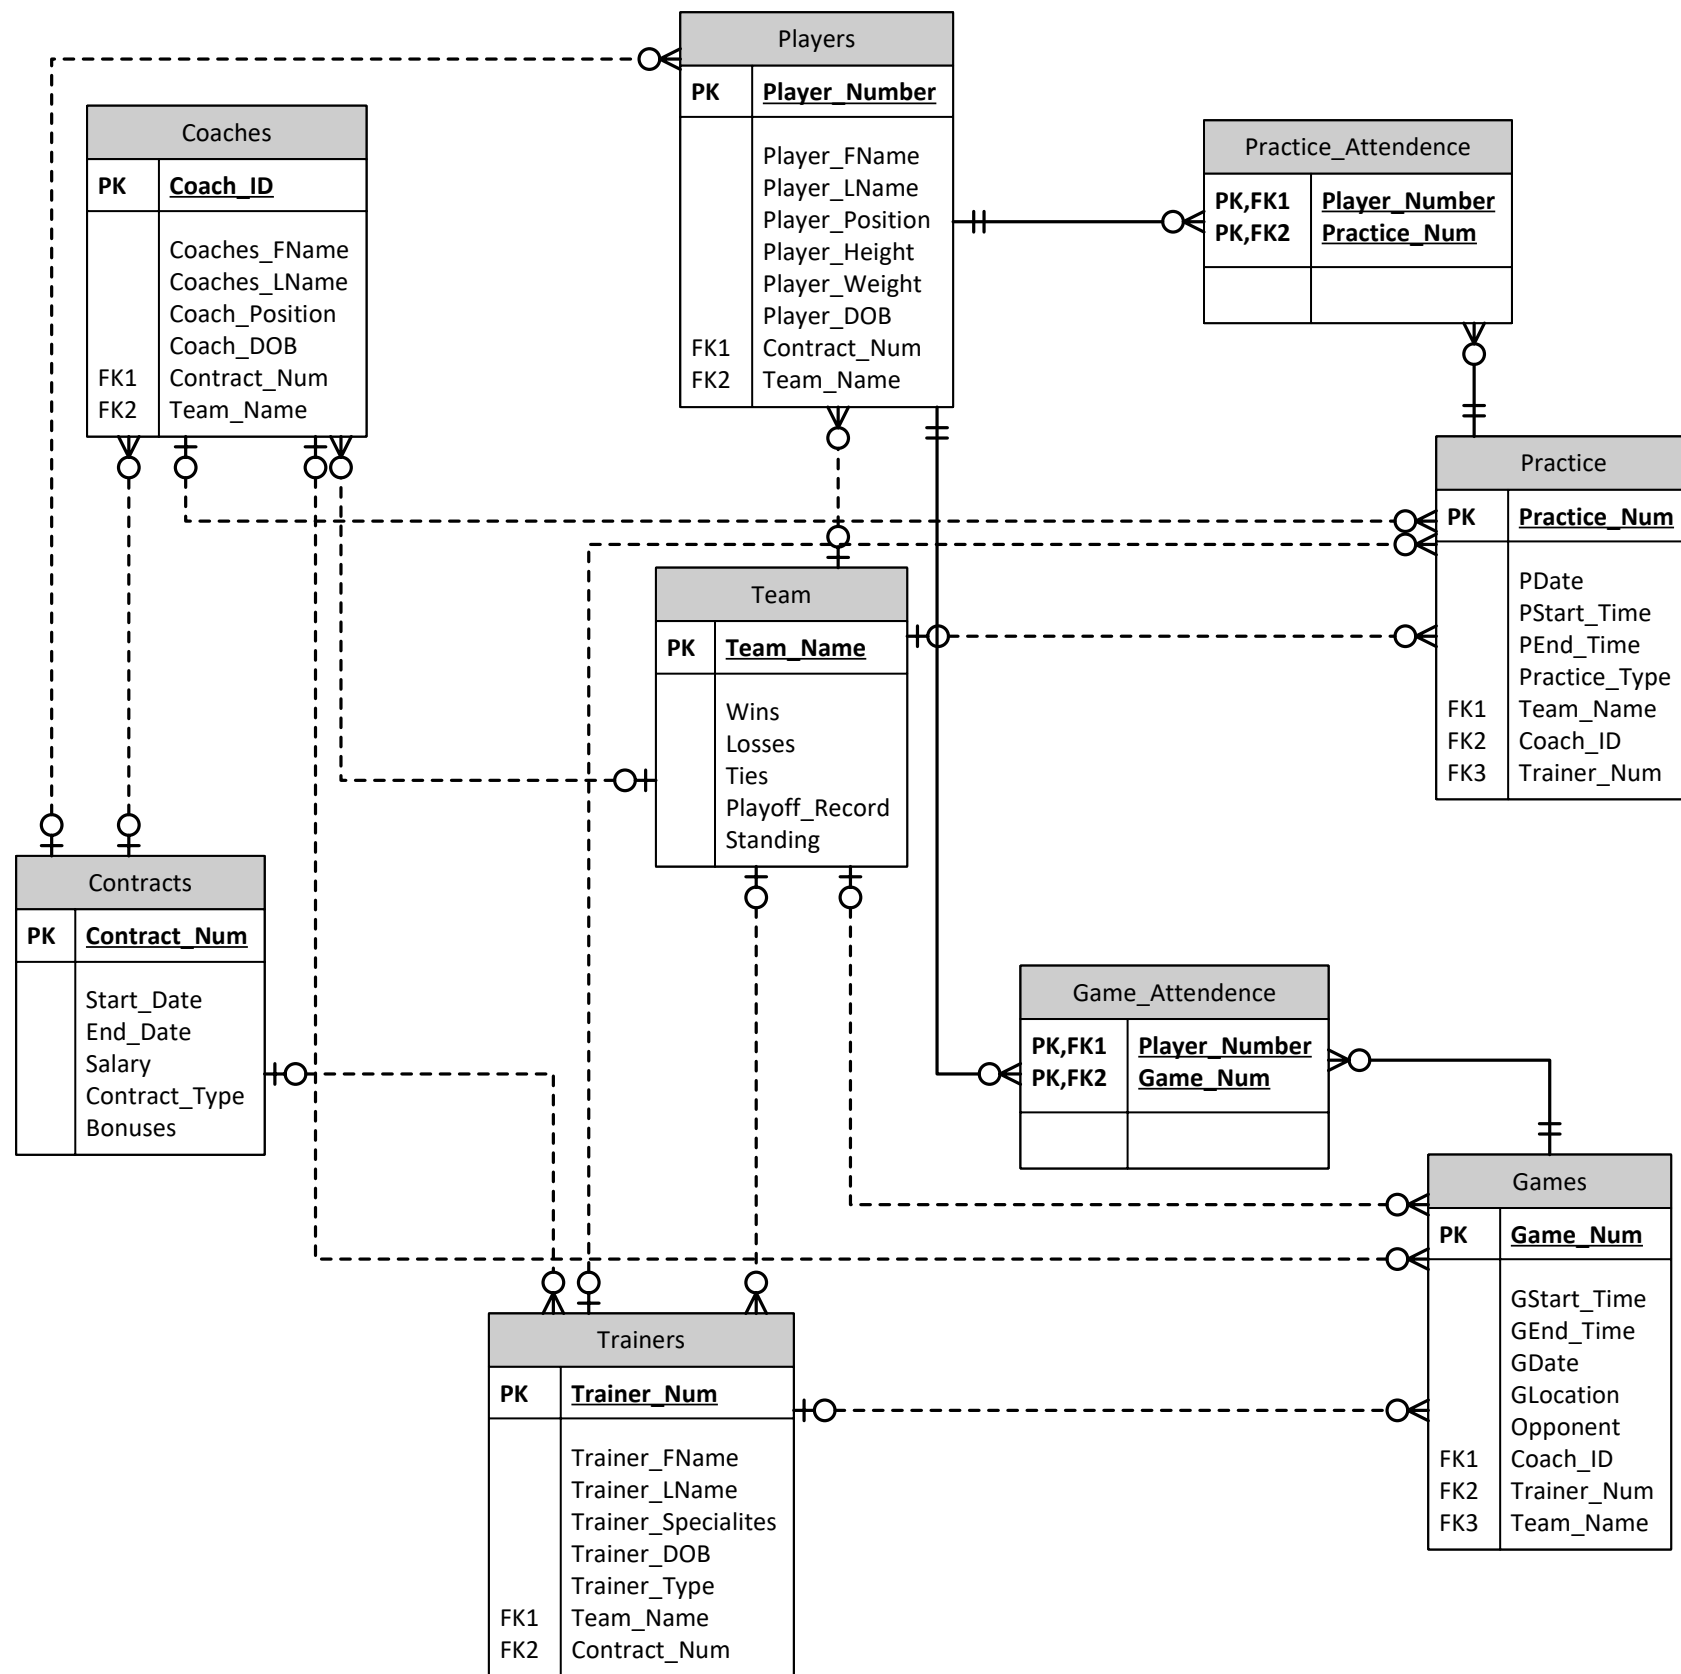 Players
PK Player_Number
Player_FName
Player_LName
Player_Position
Player_Height
Player_Weight
Player_DOB
FK1 Contract_Num
FK2 Team_Name
Coaches
PK Coach_ID
Coaches_FName
Coaches_LName
Coach_Position
Coach_DOB
FK1 Contract_Num
FK2 Team_Name
Practice_Attendence
PK,FK1 Player_Number
PK,FK2 Practice_Num
Practice
PK Practice_Num
PDate
PStart_Time
PEnd_Time
Practice_Type
FK1 Team_Name
FK2 Coach_ID
FK3 Trainer_Num
Team
PK Team_Name
Wins
Losses
Ties
Playoff_Record
Standing
Contracts
PK Contract_Num
Start_Date
End_Date
Salary
Contract_Type
Bonuses
Game_Attendence
PK,FK1 Player_Number
PK,FK2 Game_Num
Games
PK Game_Num
GStart_Time
GEnd_Time
GDate
GLocation
Opponent
FK1 Coach_ID
FK2 Trainer_Num
FK3 Team_Name
Trainers
PK Trainer_Num
Trainer_FName
Trainer_LName
Trainer_Specialites
Trainer_DOB
Trainer_Type
FK1 Team_Name
FK2 Contract_Num